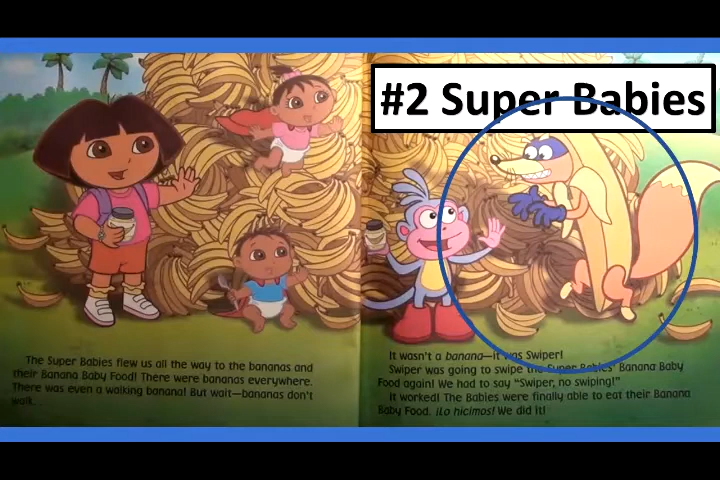 #2 Super Babies
The Super Babies flew us all the way to the bananas and
their Banana Baby Food! There were bananas everywhere.
There was even a walking banana! But wait—bananas don't
walk.
It wasn't a banana—it was Swiper!
Swiper was going to swipe the Super Babies' Banana Baby
Food again! We had to say "Swiper, no swiping!"
It worked! The Babies were finally able to eat their Banana
Baby Food. ¡Lo hicimos! We did it!